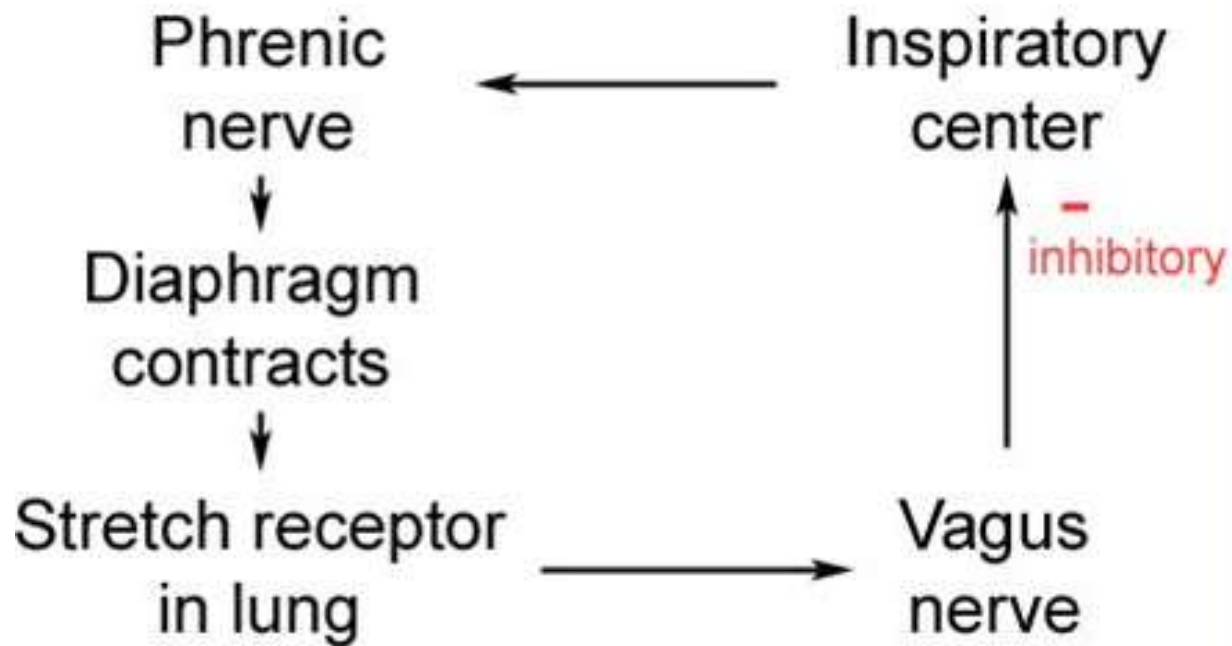 Phrenic
nerve
Inspiratory
center
-
inhibitory
Diaphragm
contracts
Stretch receptor
in lung
Vagus
nerve